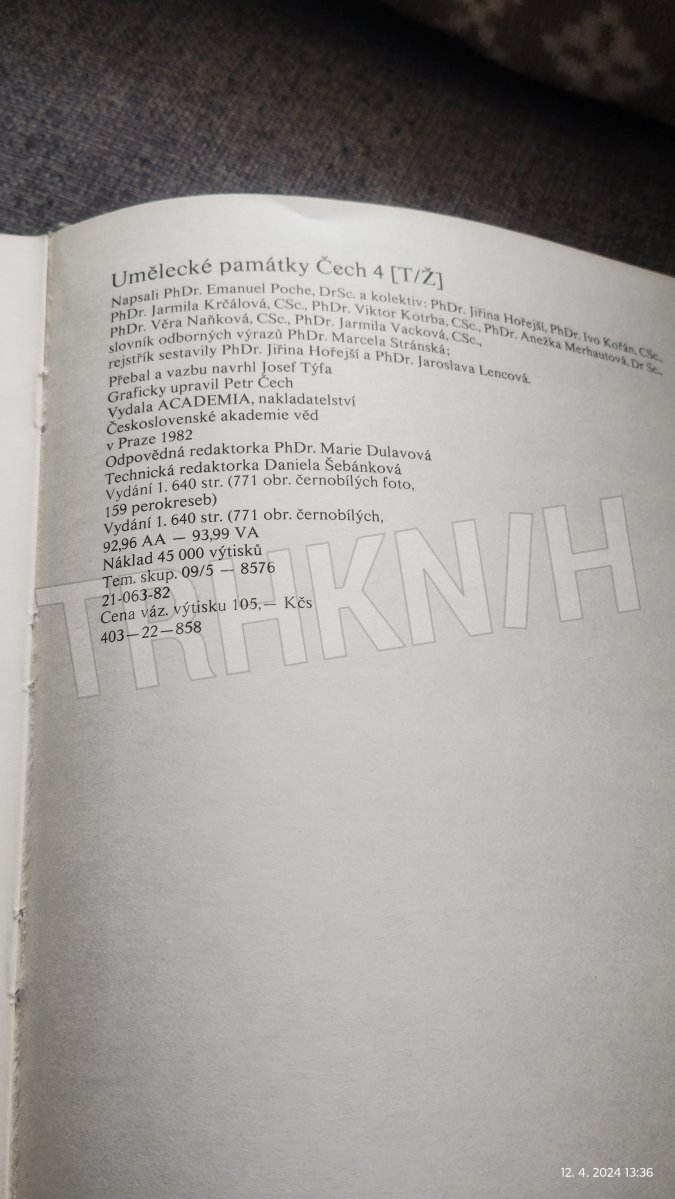 Umělecké památky Čech 4 [T/Ž]
Napsali PhDr. Emanuel Poche, DrSc. a kolektiv: PhDr. Jiřina Hořejší, PhDr. Ivo Kořán, CSc.,
PhDr. Jarmila Krčálová, CSc., PhDr. Viktor Kotrba, CSc., PhDr. Anežka Merhautová, Dr Sc.,
PhDr. Věra Naňková, CSc., PhDr. Jarmila Vacková, CSc.,
slovník odborných výrazů PhDr. Marcela Stránská;
rejstřík sestavily PhDr. Jiřina Hořejší a PhDr. Jaroslava Lencová.
Přebal a vazbu navrhl Josef Týfa
Graficky upravil Petr Čech
Vydala ACADEMIA, nakladatelství
Československé akademie věd
v Praze 1982
Odpovědná redaktorka PhDr. Marie Dulavová
Technická redaktorka Daniela Šebánková
Vydání 1. 640 str. (771 obr. černobílých foto,
159 perokreseb)
Vydání 1. 640 str. (771 obr. černobílých,
92,96 AA — 93,99 VA
Náklad 45 000 výtisků
Tem. skup. 09/5 — 8576
21-063-82
Cena váz. výtisku 105,— Kčs
403—22—858
TRHKNIH
12. 4. 2024 13:36